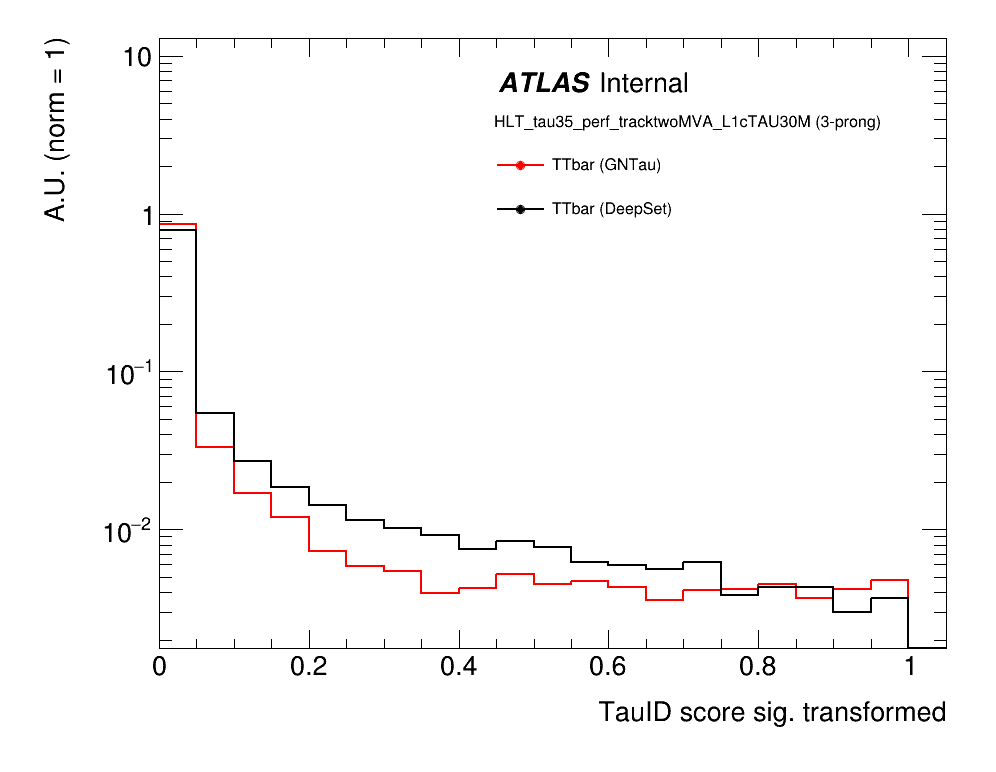 A.U. (norm = 1)
10
1
10⁻¹
10⁻²
ATLAS Internal
HLT_tau35_perf_tracktwoMVA_L1cTAU30M (3-prong)
TTbar (GNTau)
TTbar (DeepSet)
0 0.2 0.4 0.6 0.8 1
TauID score sig. transformed